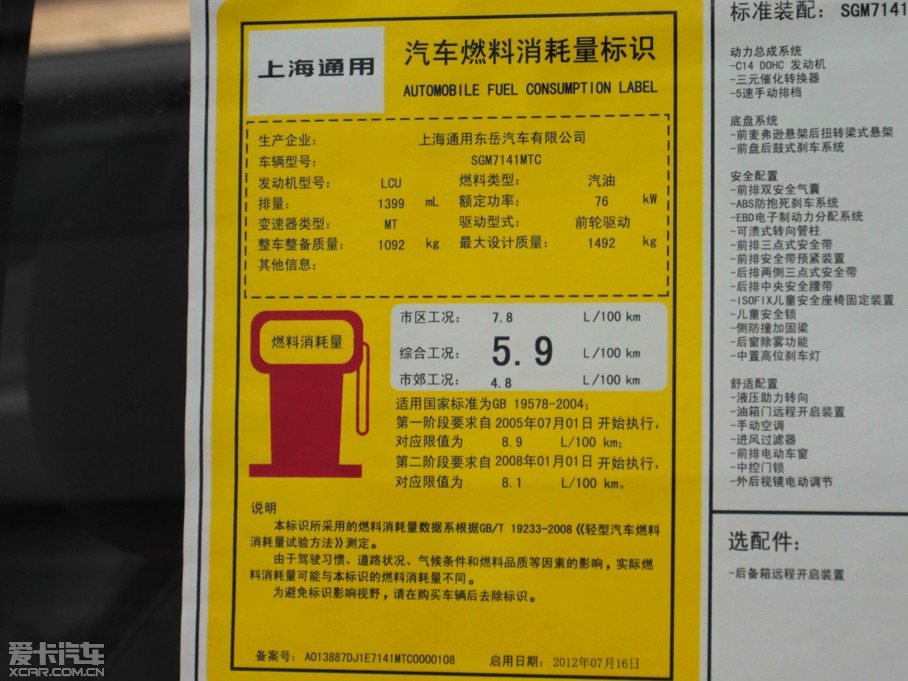 上海通用
汽车燃料消耗量标识
AUTOMOBILE FUEL CONSUMPTION LABEL
生产企业: 上海通用东岳汽车有限公司
车辆型号: SGM7141MTC
发动机型号: LCU 燃料类型: 汽油
排量: 1399 mL 额定功率: 76 kW
变速器类型: MT 驱动型式: 前轮驱动
整车整备质量: 1092 kg 最大设计质量: 1492 kg
其他信息:
燃料消耗量
市区工况: 7.8 L/100 km
综合工况: 5.9 L/100 km
市郊工况: 4.8 L/100 km
适用国家标准为GB 19578-2004;
第一阶段要求自2005年07月01日开始执行,
对应限值为 8.9 L/100 km;
第二阶段要求自2008年01月01日开始执行,
对应限值为 8.1 L/100 km。
说明
本标识所采用的燃料消耗量数据系根据GB/T 19233-2008《轻型汽车燃料
消耗量试验方法》测定。
由于驾驶习惯、道路状况、气候条件和燃料品质等因素的影响,实际燃
料消耗量可能与本标识的燃料消耗量不同。
为避免标识影响视野,请在购买车辆后去除标识。
备案号: A013887DJ1E7141MTC0000108 启用日期: 2012年07月16日
标准装配: SGM7141
动力总成系统
-C14 DOHC 发动机
-三元催化转换器
-5速手动排档
底盘系统
-前麦弗逊悬架后扭转梁式悬架
-前盘后鼓式刹车系统
安全配置
-前排双安全气囊
-ABS防抱死刹车系统
-EBD电子制动力分配系统
-可溃式转向管柱
-前排三点式安全带
-前排安全带预紧装置
-后排两侧三点式安全带
-后排中央安全腰带
-ISOFIX儿童安全座椅固定装置
-儿童安全锁
-侧防撞加固梁
-后窗除雾功能
-中置高位刹车灯
舒适配置
-液压助力转向
-油箱门远程开启装置
-手动空调
-进风过滤器
-前排电动车窗
-中控门锁
-外后视镜电动调节
选配件:
-后备箱远程开启装置
爱卡汽车
XCAR.COM.CN